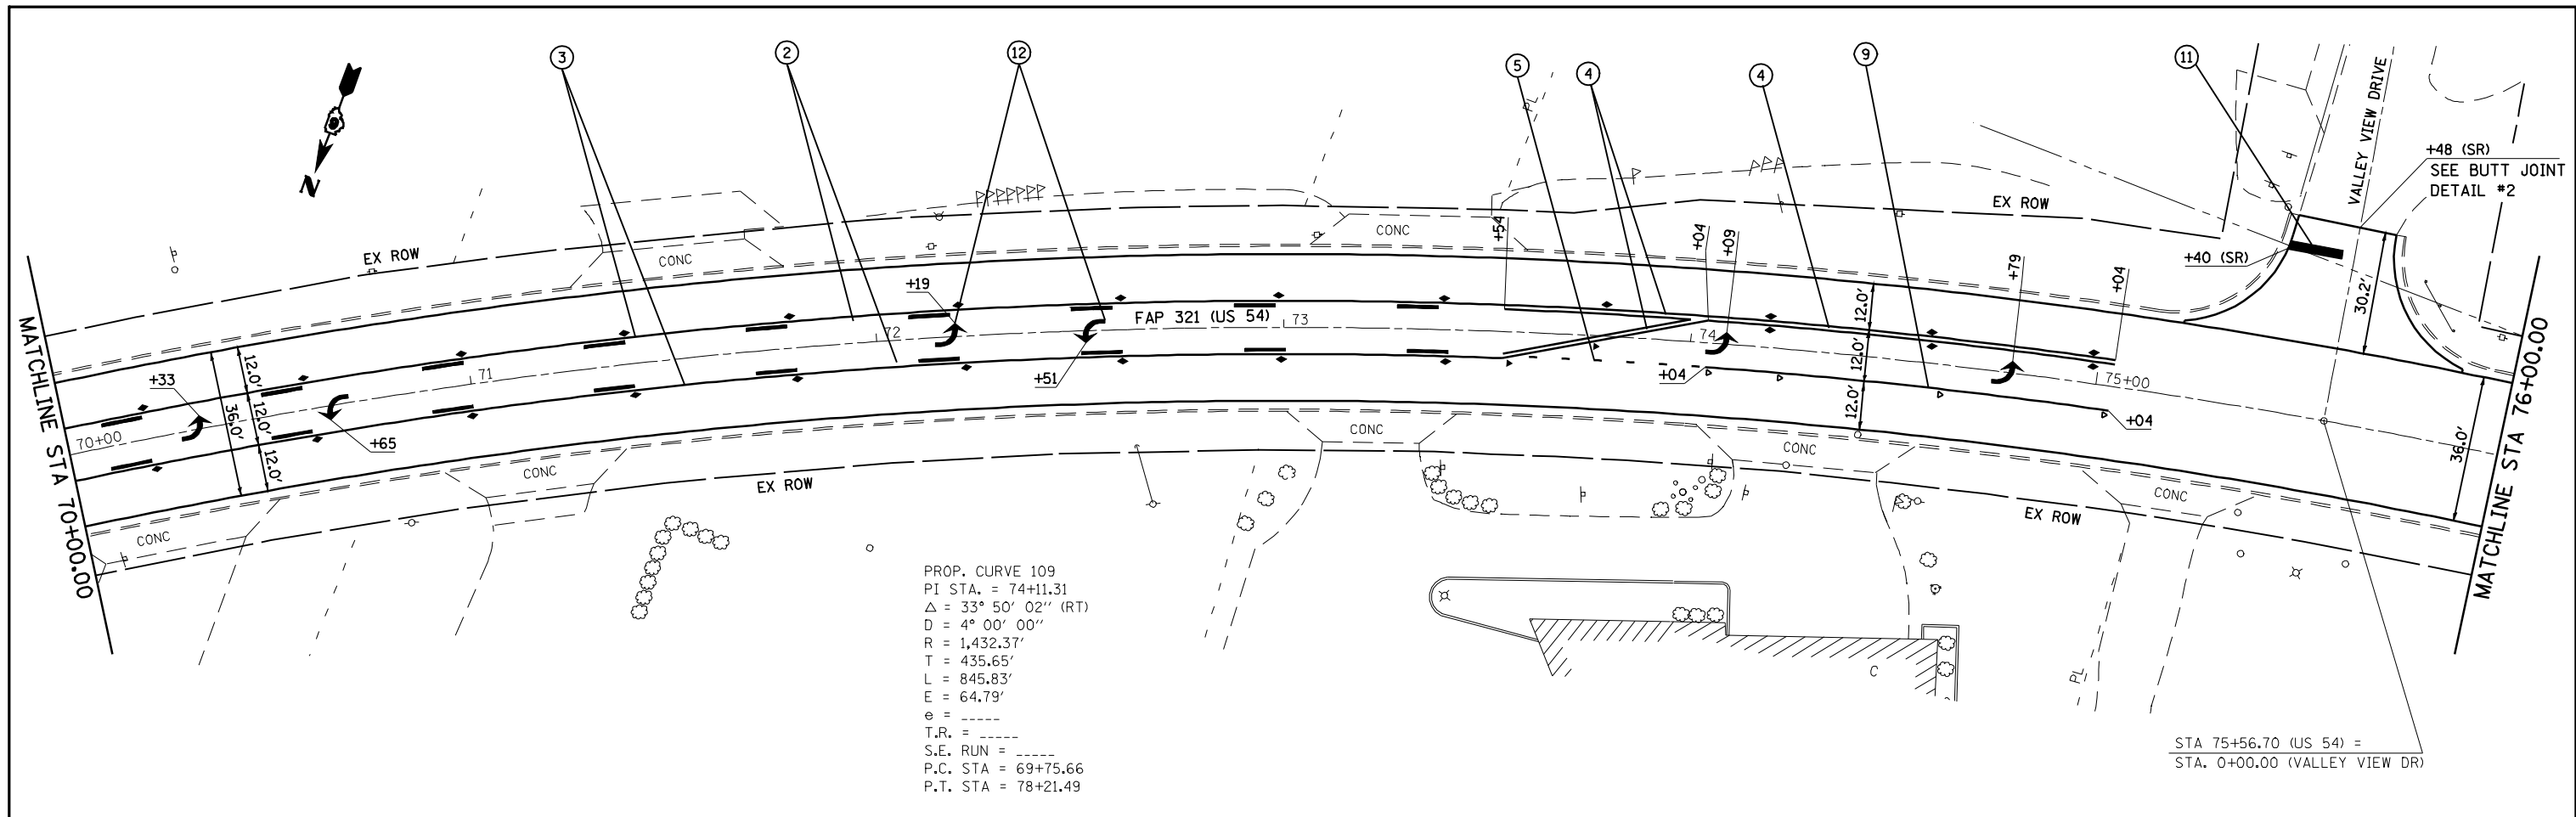 3
2
12
5
4
4
9
11
N
VALLEY VIEW DRIVE
+48 (SR)
SEE BUTT JOINT
DETAIL #2
EX ROW
CONC
EX ROW
CONC
PL
+54
+04
+09
+40 (SR)
+79
+04
30.2'
+19
FAP 321 (US 54)
72
73
74
12.0'
12.0'
12.0'
71
+51
+04
75+00
+04
MATCHLINE STA 70+00.00
+33
70+00
36.0'
12.0'
12.0'
12.0'
+65
36.0'
MATCHLINE STA 76+00.00
CONC
CONC
EX ROW
CONC
CONC
CONC
EX ROW
PROP. CURVE 109
PI STA. = 74+11.31
Δ = 33° 50' 02'' (RT)
D = 4° 00' 00''
R = 1,432.37'
T = 435.65'
L = 845.83'
E = 64.79'
e = _____
T.R. = _____
S.E. RUN = _____
P.C. STA = 69+75.66
P.T. STA = 78+21.49
C
PL
STA 75+56.70 (US 54) =
STA. 0+00.00 (VALLEY VIEW DR)